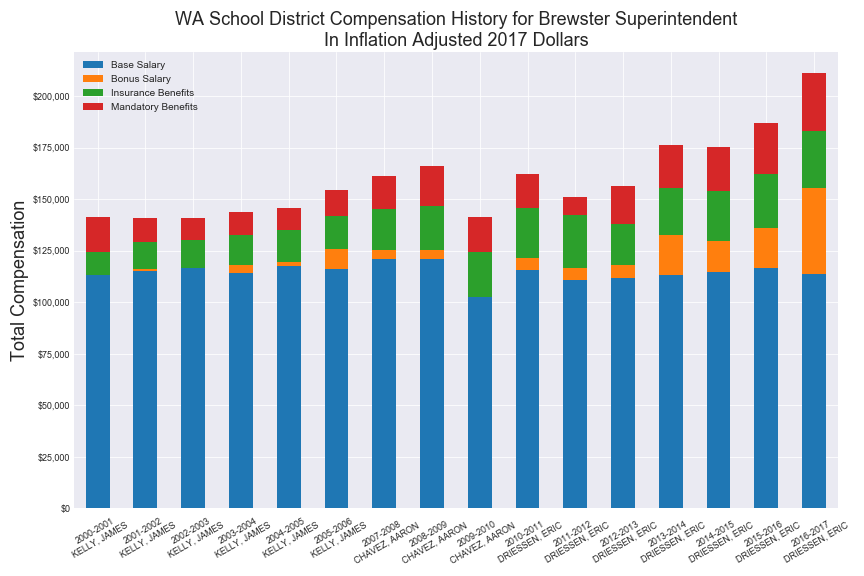 WA School District Compensation History for Brewster Superintendent
In Inflation Adjusted 2017 Dollars
Base Salary
Bonus Salary
Insurance Benefits
Mandatory Benefits
Total Compensation
$200,000
$175,000
$150,000
$125,000
$100,000
$75,000
$50,000
$25,000
$0
2000-2001
KELLY, JAMES
2001-2002
KELLY, JAMES
2002-2003
KELLY, JAMES
2003-2004
KELLY, JAMES
2004-2005
KELLY, JAMES
2005-2006
KELLY, JAMES
2007-2008
CHAVEZ, AARON
2008-2009
CHAVEZ, AARON
2009-2010
CHAVEZ, AARON
2010-2011
DRIESSEN, ERIC
2011-2012
DRIESSEN, ERIC
2012-2013
DRIESSEN, ERIC
2013-2014
DRIESSEN, ERIC
2014-2015
DRIESSEN, ERIC
2015-2016
DRIESSEN, ERIC
2016-2017
DRIESSEN, ERIC